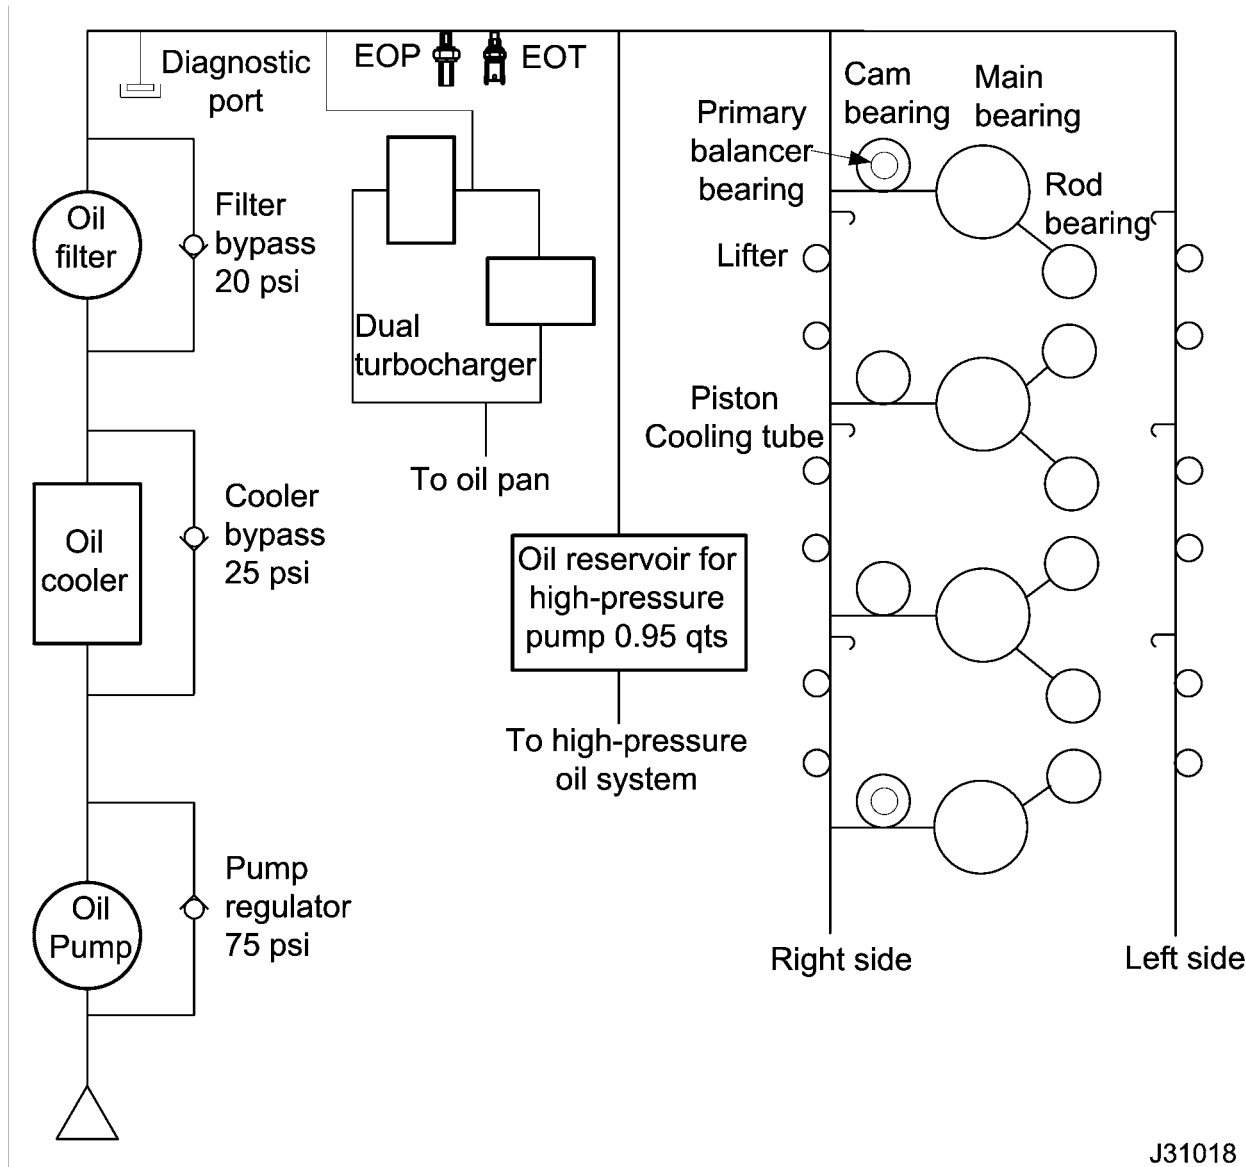 Diagnostic
port
EOP
EOT
Cam
bearing
Main
bearing
Primary
balancer
bearing
Rod
bearing
Oil
filter
Filter
bypass
20 psi
Lifter
Dual
turbocharger
Piston
Cooling tube
To oil pan
Oil
cooler
Cooler
bypass
25 psi
Oil reservoir for
high-pressure
pump 0.95 qts
To high-pressure
oil system
Oil
Pump
Pump
regulator
75 psi
Right side
Left side
J31018